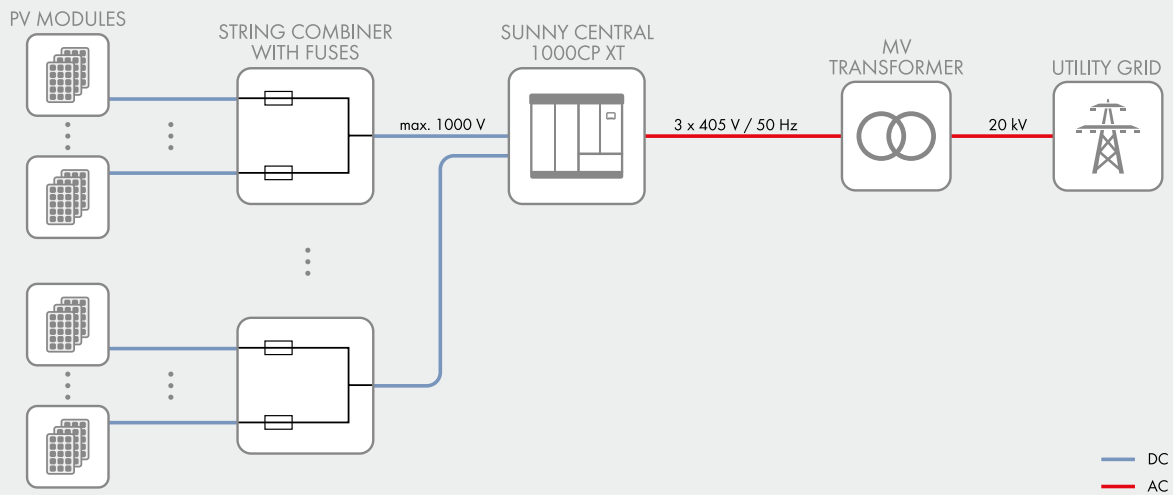 PV MODULES
STRING COMBINER
WITH FUSES
SUNNY CENTRAL
1000CP XT
MV
TRANSFORMER
UTILITY GRID
max. 1000 V
3 x 405 V / 50 Hz
20 kV
DC
AC